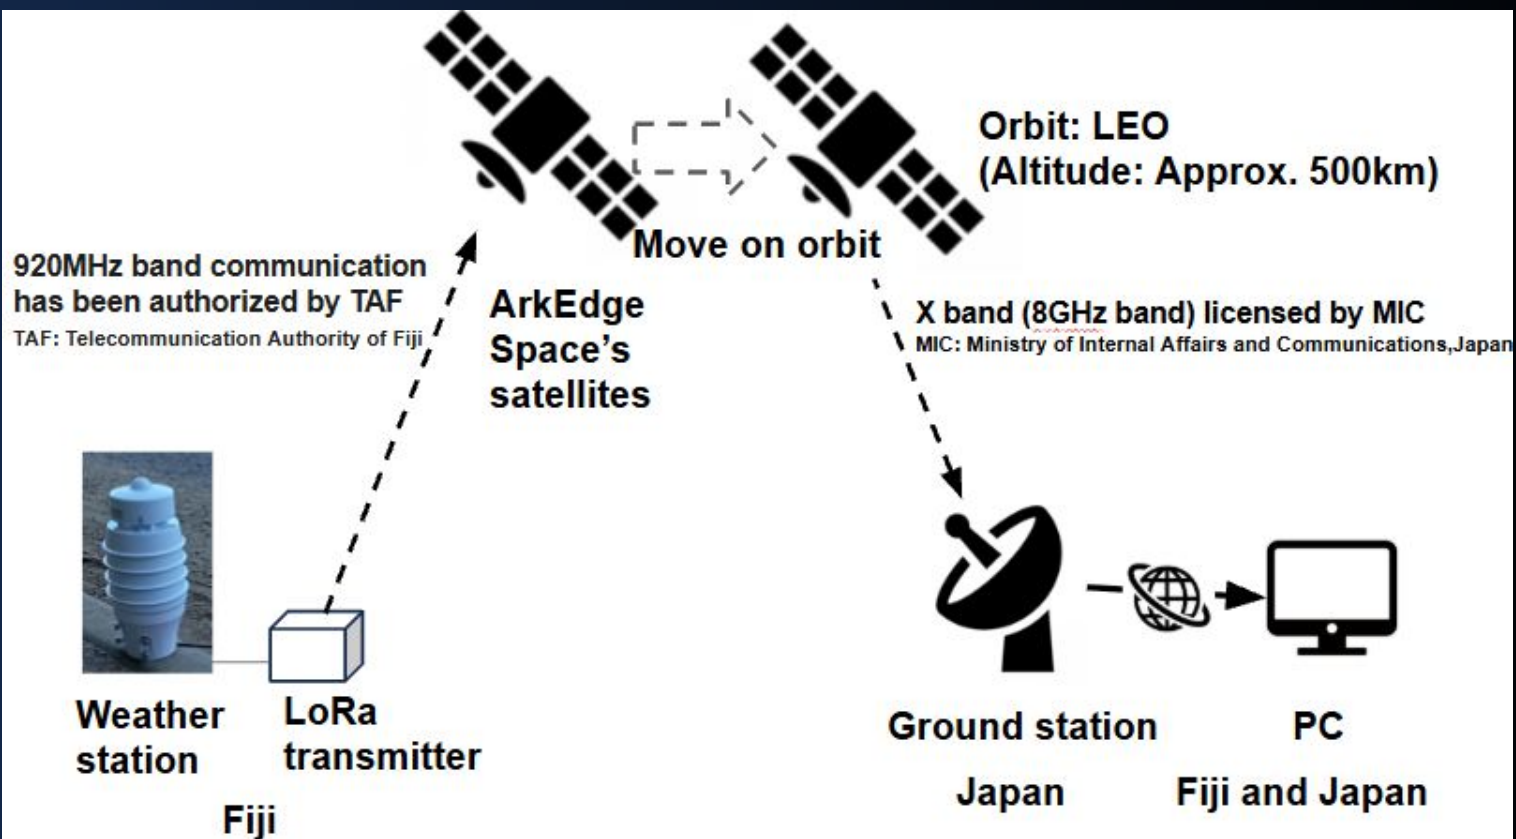 Orbit: LEO
(Altitude: Approx. 500km)
Move on orbit
920MHz band communication
has been authorized by TAF
TAF: Telecommunication Authority of Fiji
ArkEdge
Space’s
satellites
X band (8GHz band) licensed by MIC
MIC: Ministry of Internal Affairs and Communications,Japan
Weather
station
LoRa
transmitter
Fiji
Ground station
Japan
PC
Fiji and Japan